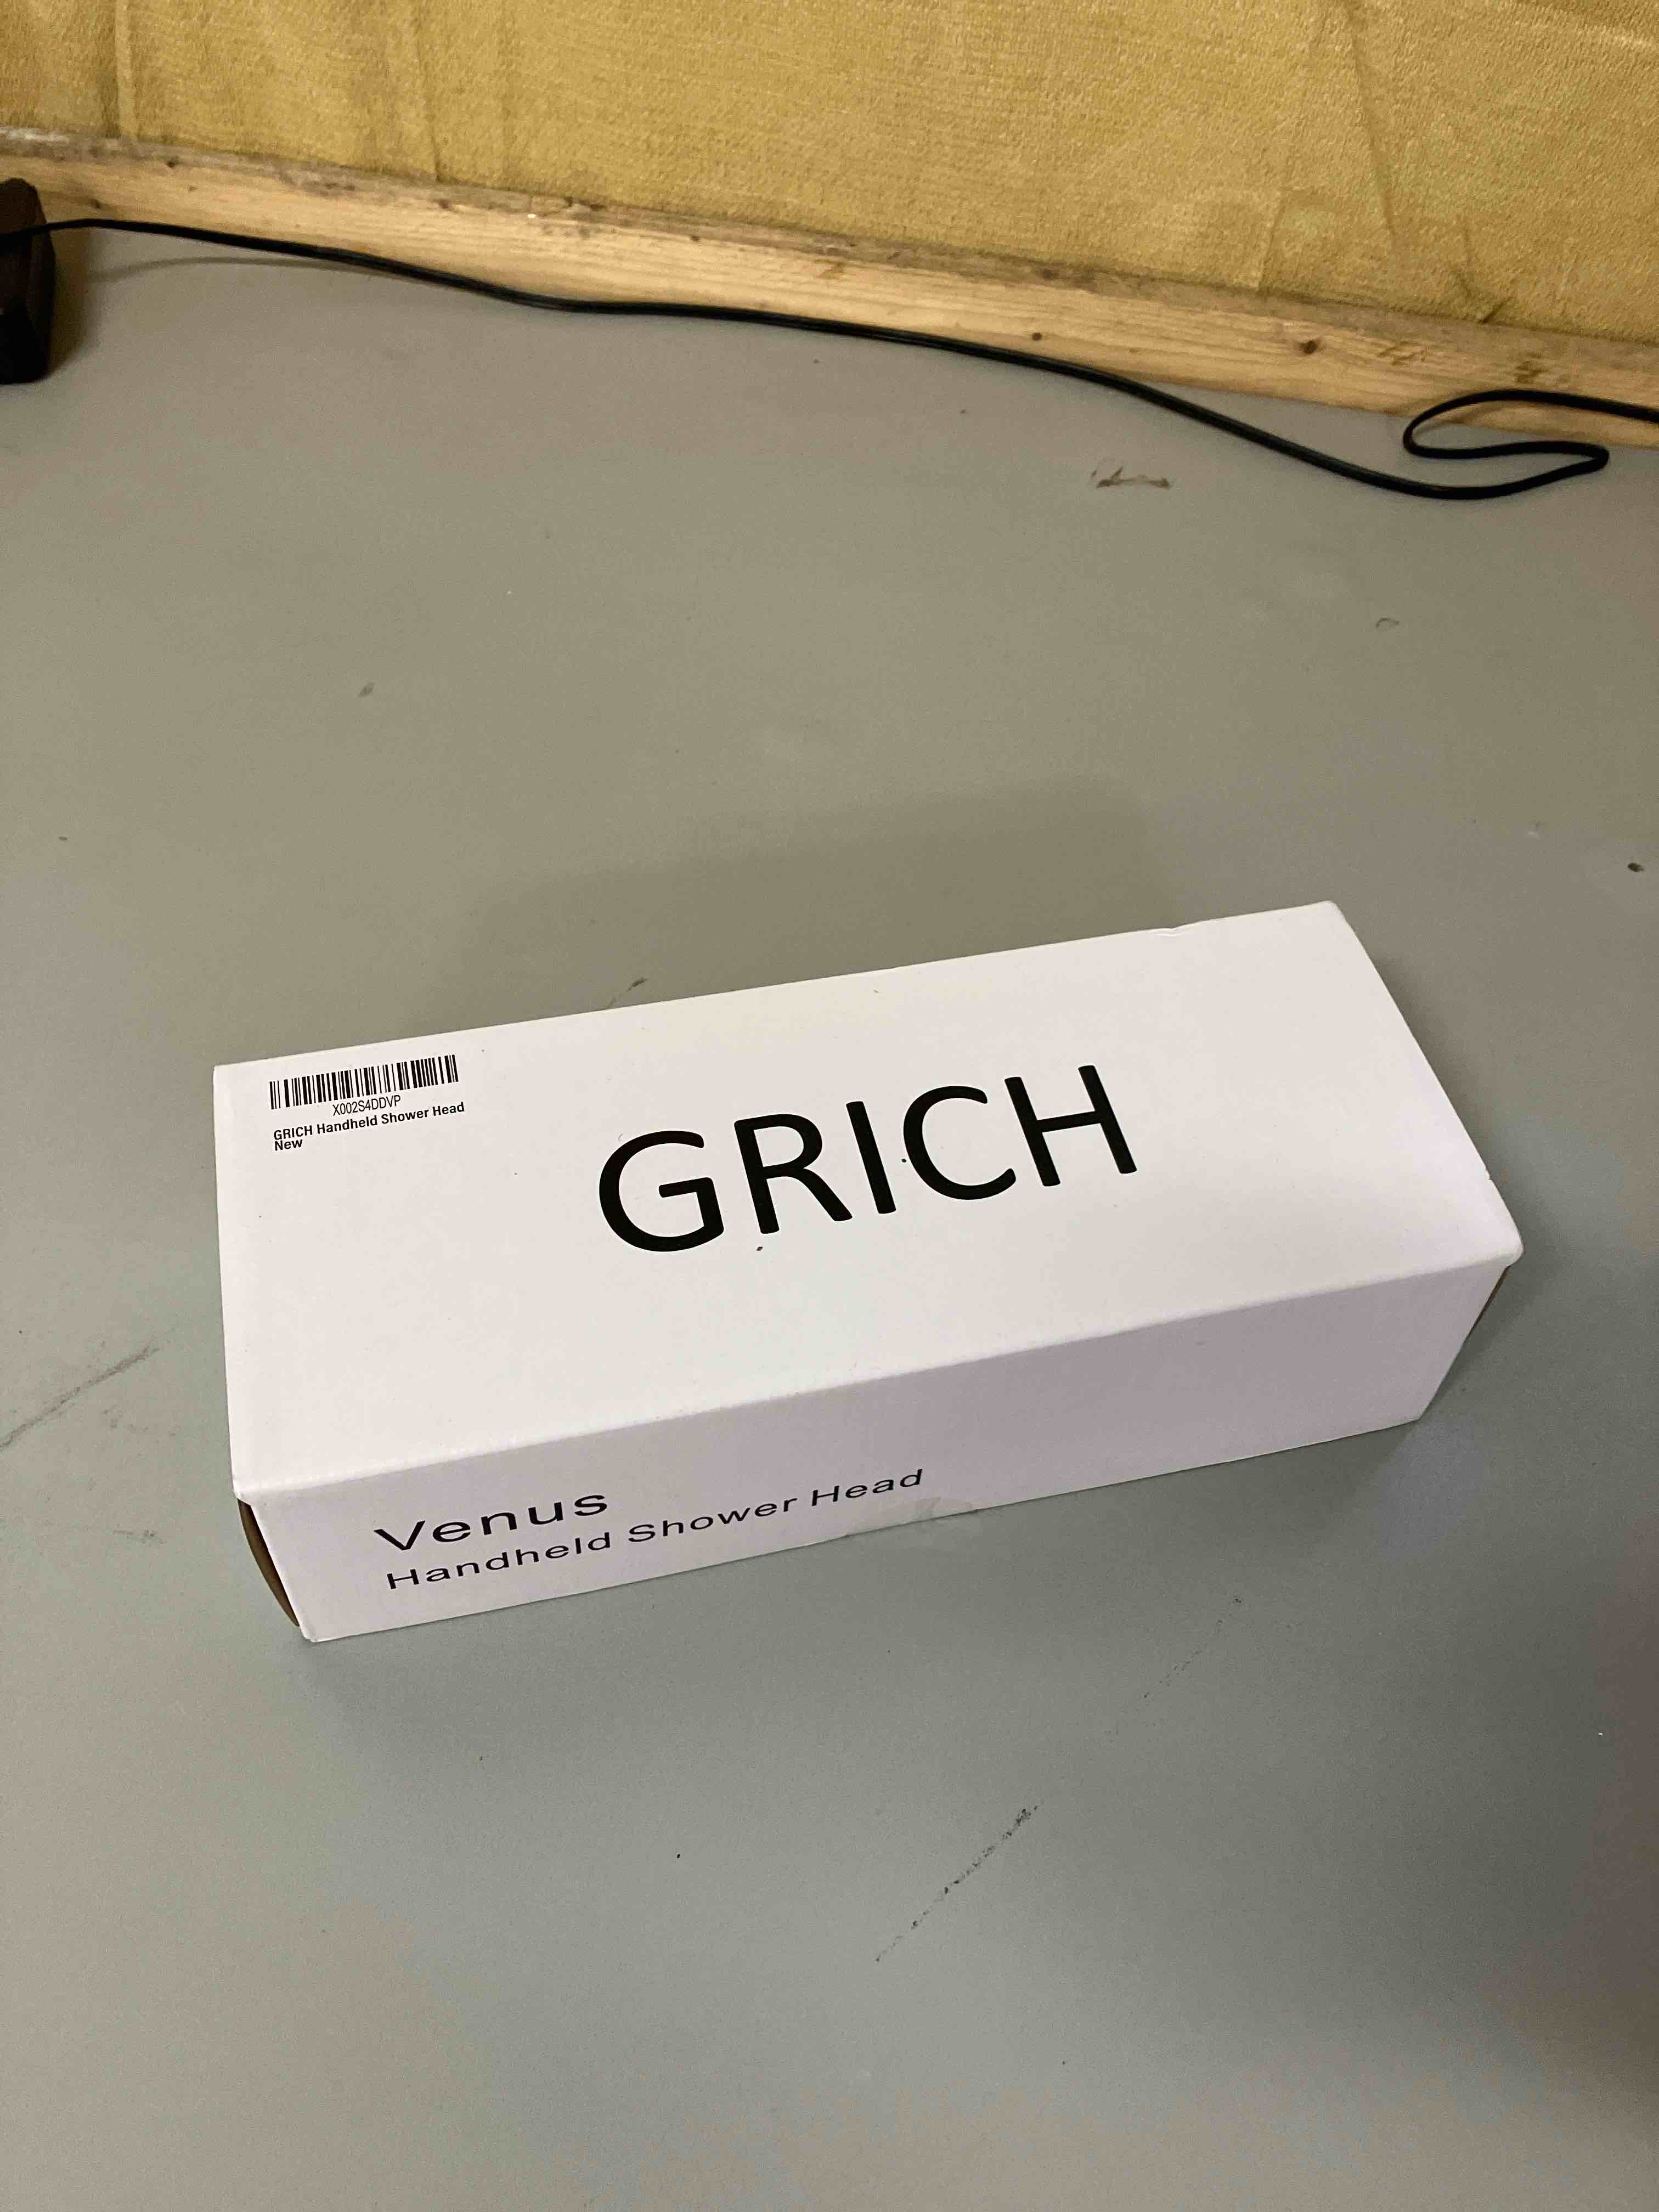 X002S4DDVP
GRICH Handheld Shower Head
New
GRICH
Venus
Handheld Shower Head